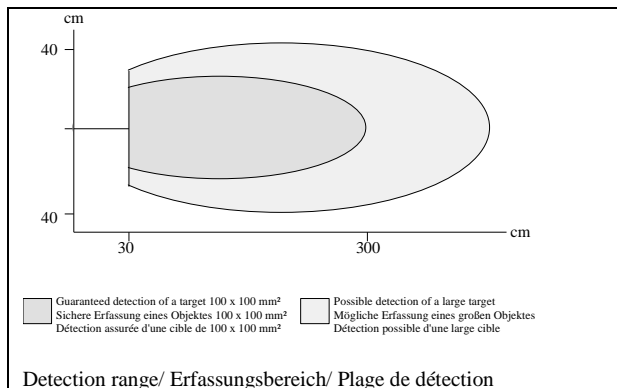 cm
40
40
cm
30
300
Guaranteed detection of a target 100 x 100 mm²
Sichere Erfassung eines Objektes 100 x 100 mm²
Détection assurée d'une cible de 100 x 100 mm²
Possible detection of a large target
Mögliche Erfassung eines großen Objektes
Détection possible d'une large cible
Detection range/ Erfassungsbereich/ Plage de détection